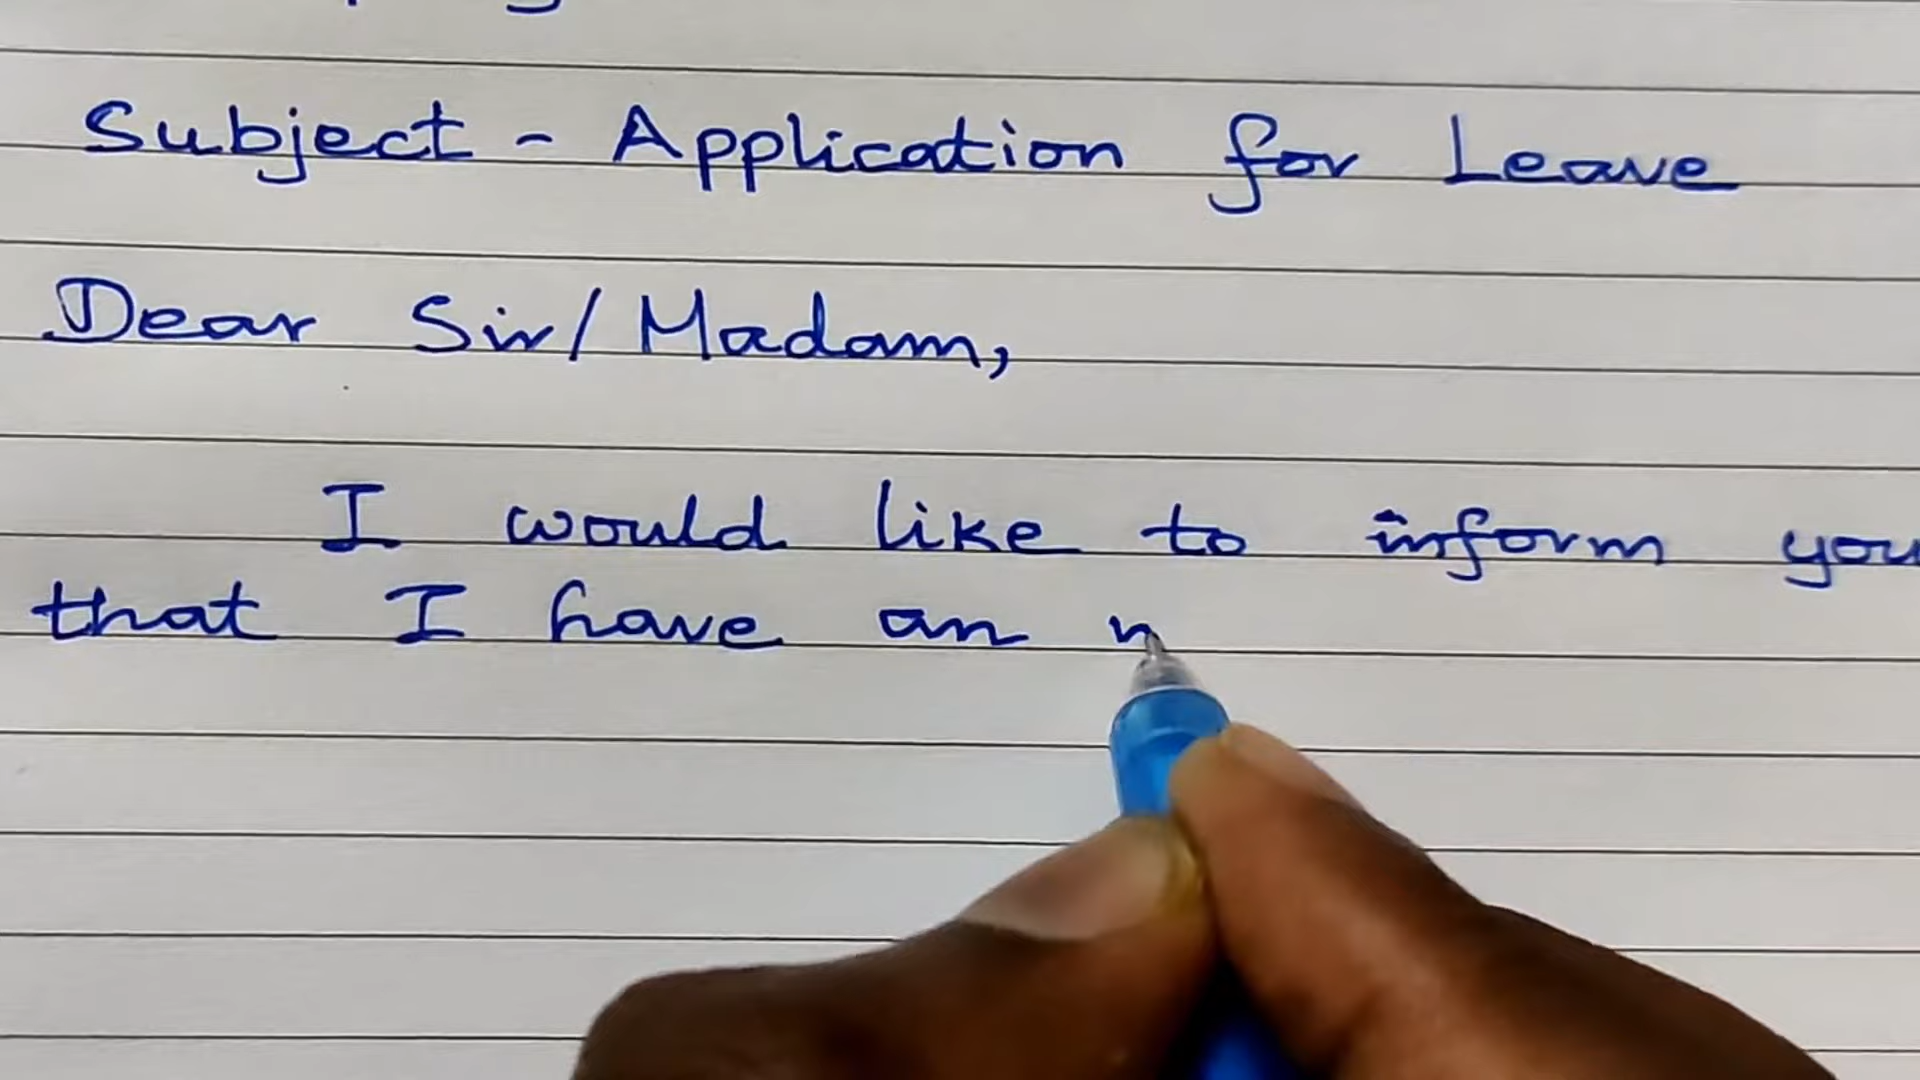 Subject - Application for Leave
Dear Sir/Madam,
I would like to inform you
that I have an